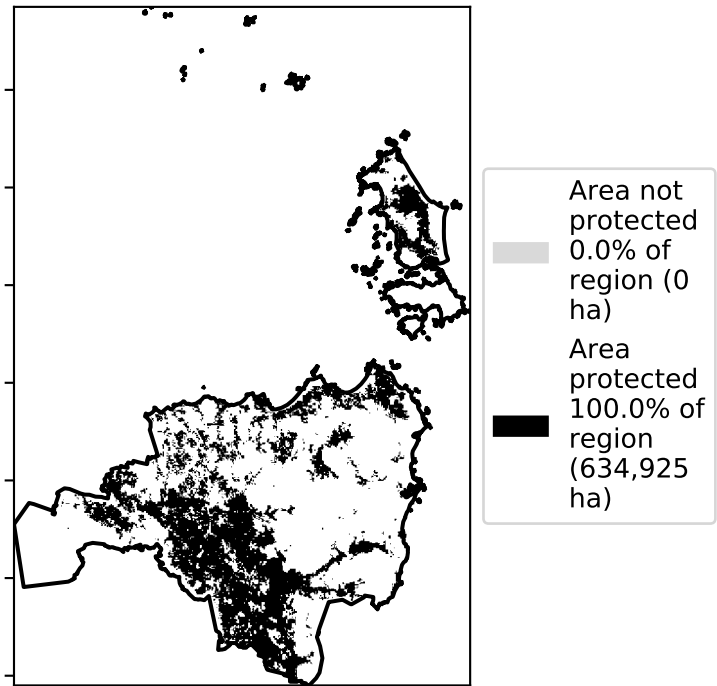 Area not
protected
0.0% of
region (0
ha)
Area
protected
100.0% of
region
(634,925
ha)